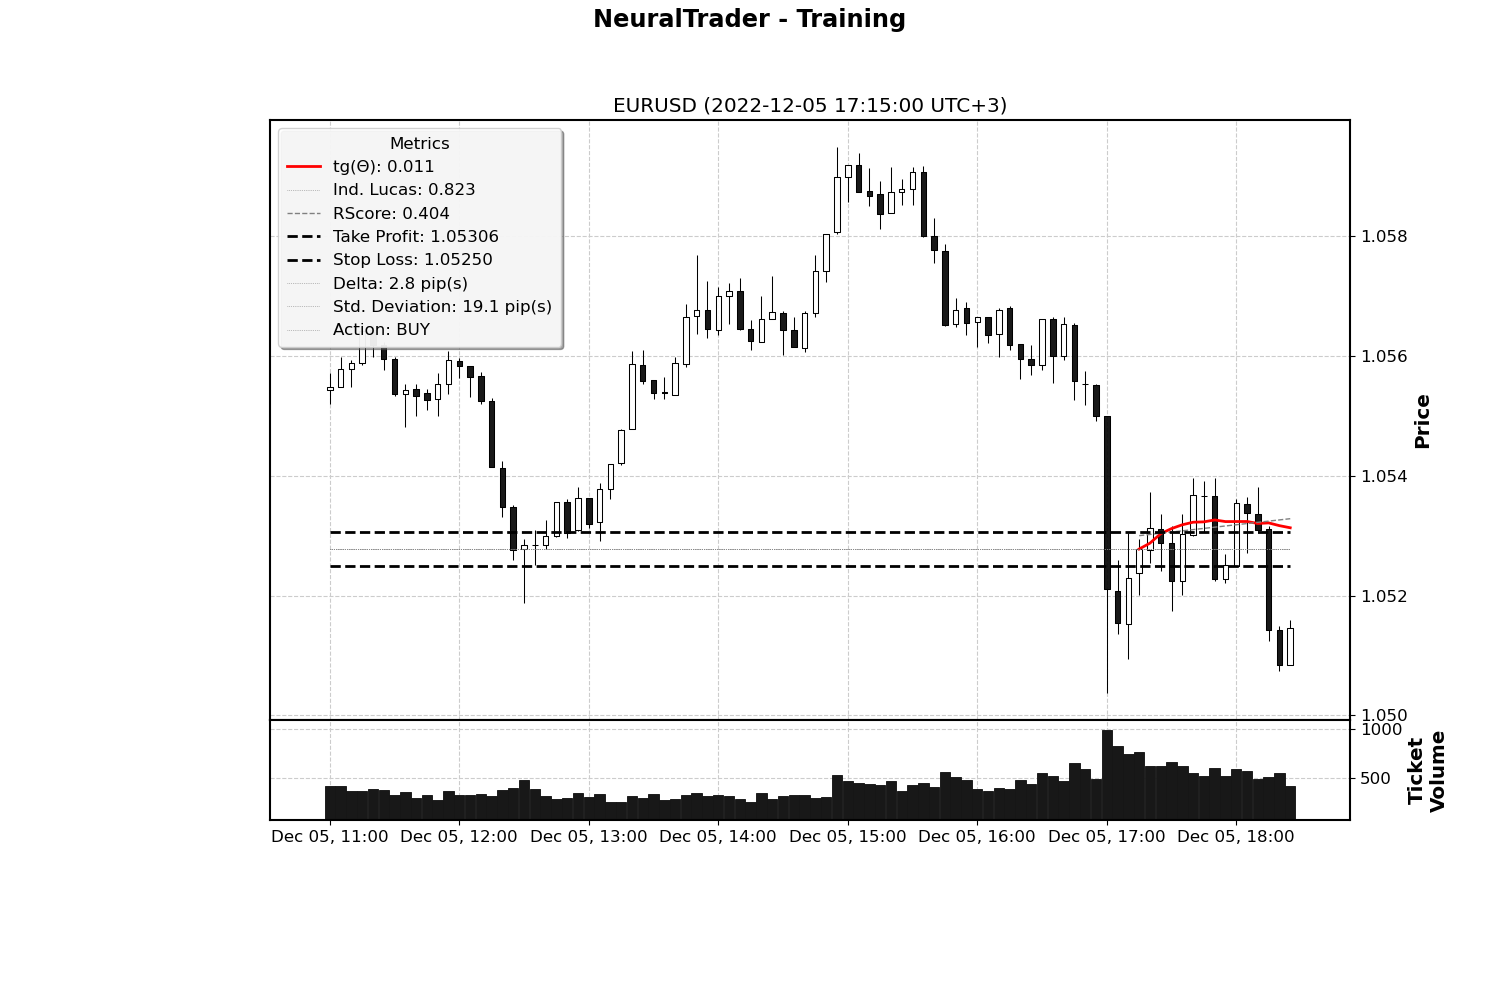 NeuralTrader - Training
EURUSD (2022-12-05 17:15:00 UTC+3)
Metrics
tg(Θ): 0.011
Ind. Lucas: 0.823
RScore: 0.404
Take Profit: 1.05306
Stop Loss: 1.05250
Delta: 2.8 pip(s)
Std. Deviation: 19.1 pip(s)
Action: BUY
1.058
1.056
1.054
1.052
1.050
Price
1000
500
Ticket
Volume
Dec 05, 11:00
Dec 05, 12:00
Dec 05, 13:00
Dec 05, 14:00
Dec 05, 15:00
Dec 05, 16:00
Dec 05, 17:00
Dec 05, 18:00